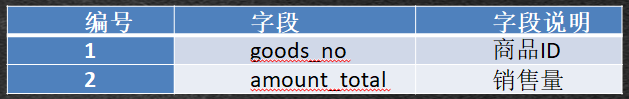 编号 字段 字段说明
1 goods_no 商品ID
2 amount_total 销售量